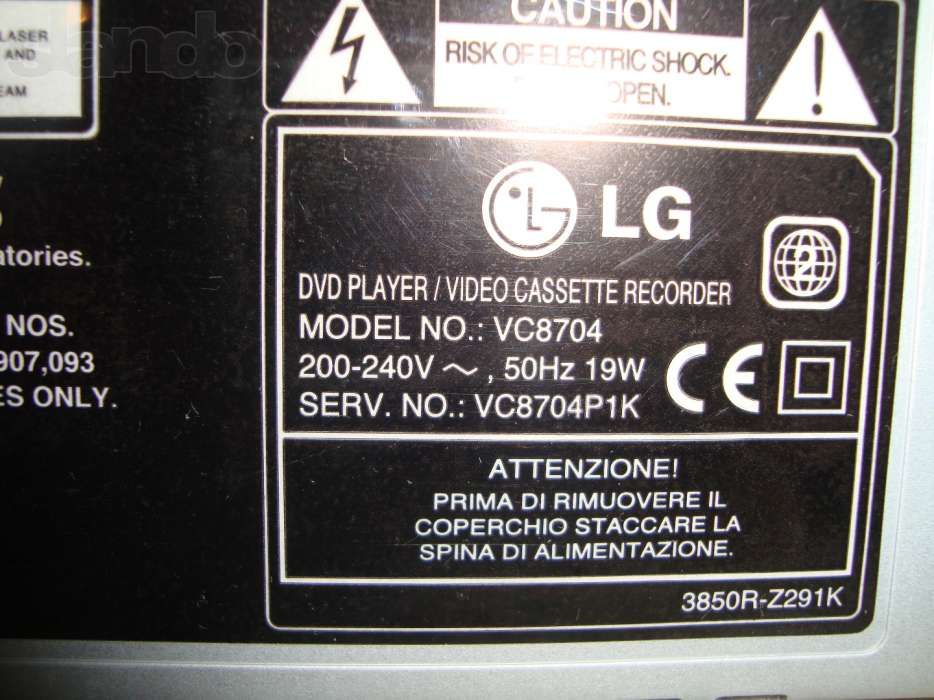 LASER
AND
EAM
slando
CAUTION
RISK OF ELECTRIC SHOCK.
OPEN.
atories.
NOS.
907,093
ES ONLY.
LG
2
DVD PLAYER / VIDEO CASSETTE RECORDER
MODEL NO.: VC8704
200-240V ~ , 50Hz 19W
CE
SERV. NO.: VC8704P1K
ATTENZIONE!
PRIMA DI RIMUOVERE IL
COPERCHIO STACCARE LA
SPINA DI ALIMENTAZIONE.
3850R-Z291K